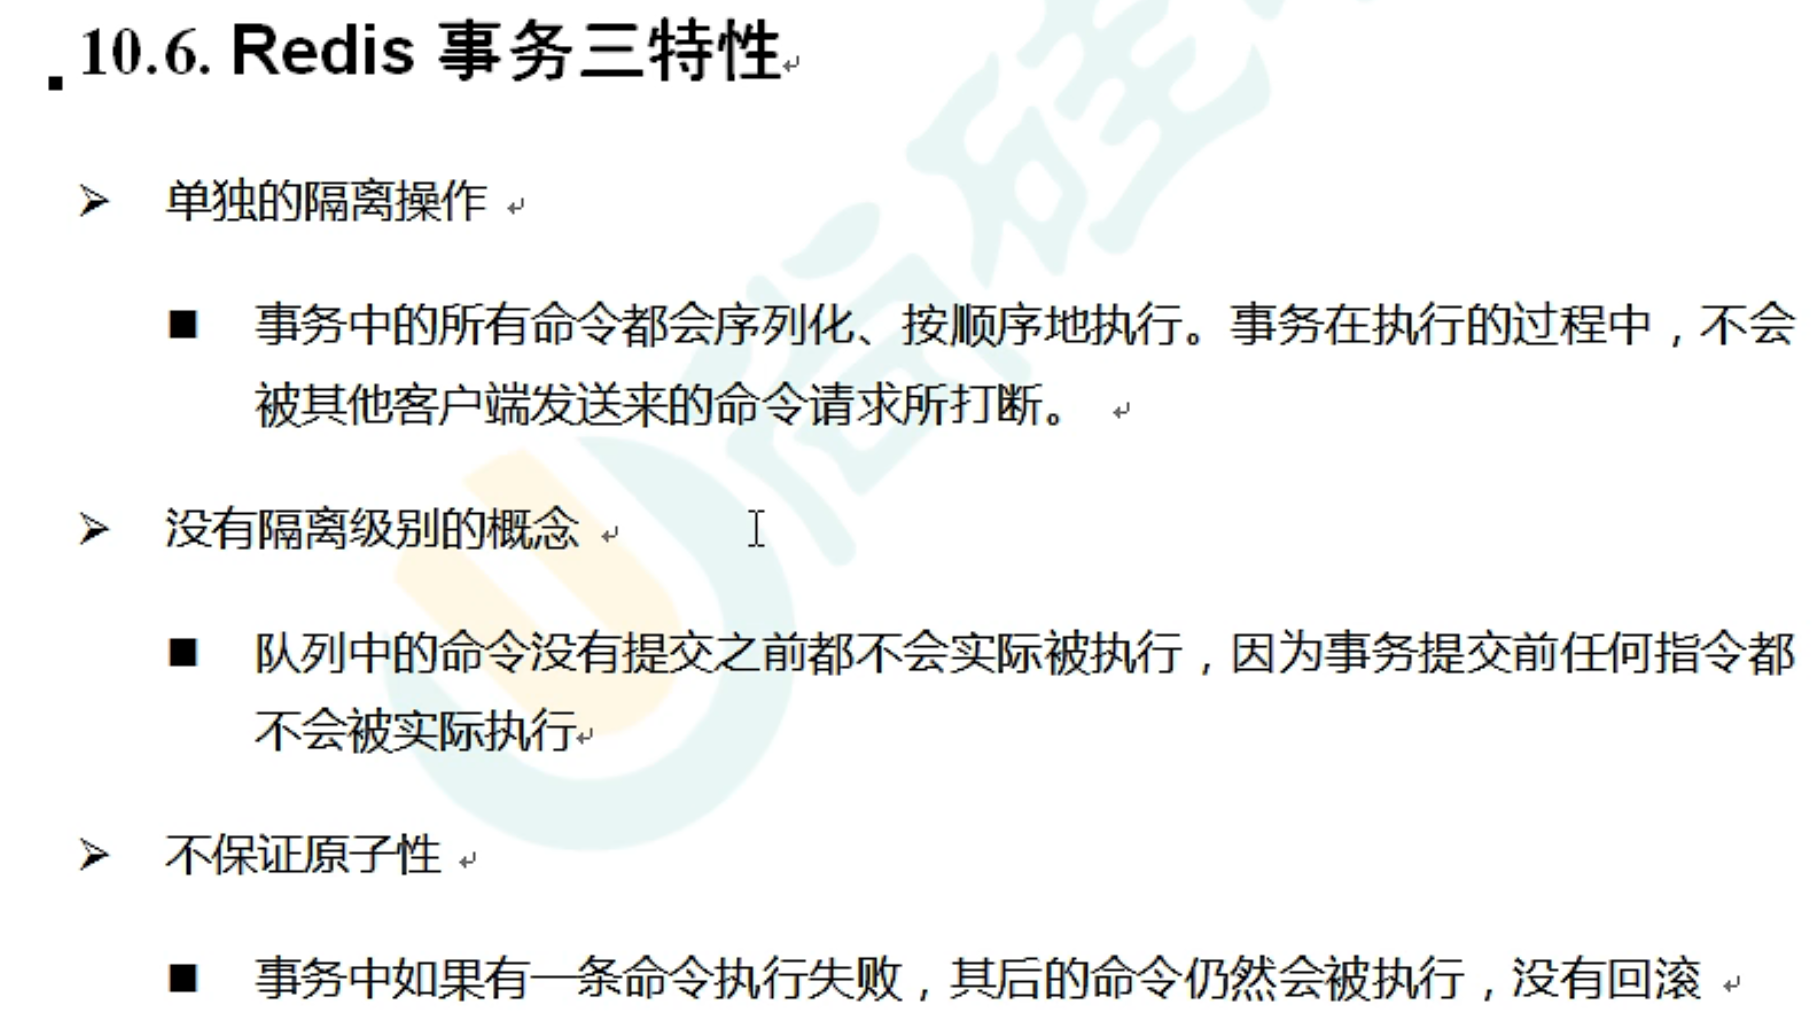 10.6. Redis 事务三特性
单独的隔离操作
事务中的所有命令都会序列化、按顺序地执行。事务在执行的过程中，不会
被其他客户端发送来的命令请求所打断。
没有隔离级别的概念
队列中的命令没有提交之前都不会实际被执行，因为事务提交前任何指令都
不会被实际执行
不保证原子性
事务中如果有一条命令执行失败，其后的命令仍然会被执行，没有回滚
尚硅